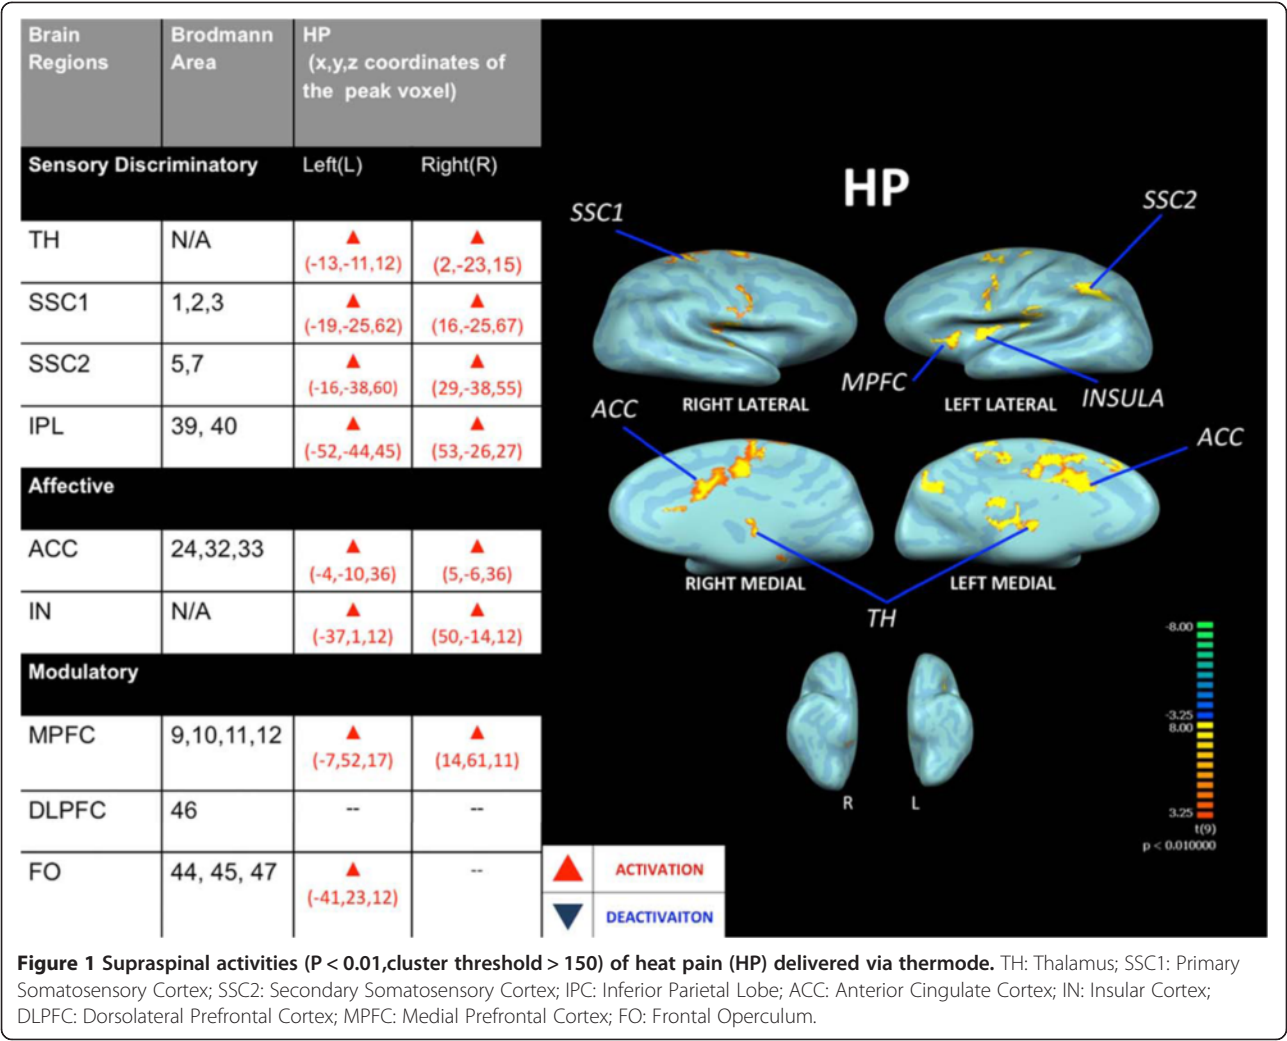 Brain Regions
Brodmann Area
HP
(x,y,z coordinates of the peak voxel)
Sensory Discriminatory Left(L) Right(R)
TH N/A ▲ ▲
(-13,-11,12) (2,-23,15)
SSC1 1,2,3 ▲ ▲
(-19,-25,62) (16,-25,67)
SSC2 5,7 ▲ ▲
(-16,-38,60) (29,-38,55)
IPL 39, 40 ▲ ▲
(-52,-44,45) (53,-26,27)
Affective
ACC 24,32,33 ▲ ▲
(-4,-10,36) (5,-6,36)
IN N/A ▲ ▲
(-37,1,12) (50,-14,12)
Modulatory
MPFC 9,10,11,12 ▲ ▲
(-7,52,17) (14,61,11)
DLPFC 46 -- --
FO 44, 45, 47 ▲ --
(-41,23,12)
HP
SSC1
SSC2
MPFC
INSULA
RIGHT LATERAL
LEFT LATERAL
ACC
ACC
RIGHT MEDIAL
LEFT MEDIAL
TH
R L
-8.00
-3.25
8.00
3.25
t(9)
p < 0.010000
ACTIVATION
DEACTIVAITON
Figure 1 Supraspinal activities (P < 0.01,cluster threshold > 150) of heat pain (HP) delivered via thermode. TH: Thalamus; SSC1: Primary
Somatosensory Cortex; SSC2: Secondary Somatosensory Cortex; IPC: Inferior Parietal Lobe; ACC: Anterior Cingulate Cortex; IN: Insular Cortex;
DLPFC: Dorsolateral Prefrontal Cortex; MPFC: Medial Prefrontal Cortex; FO: Frontal Operculum.